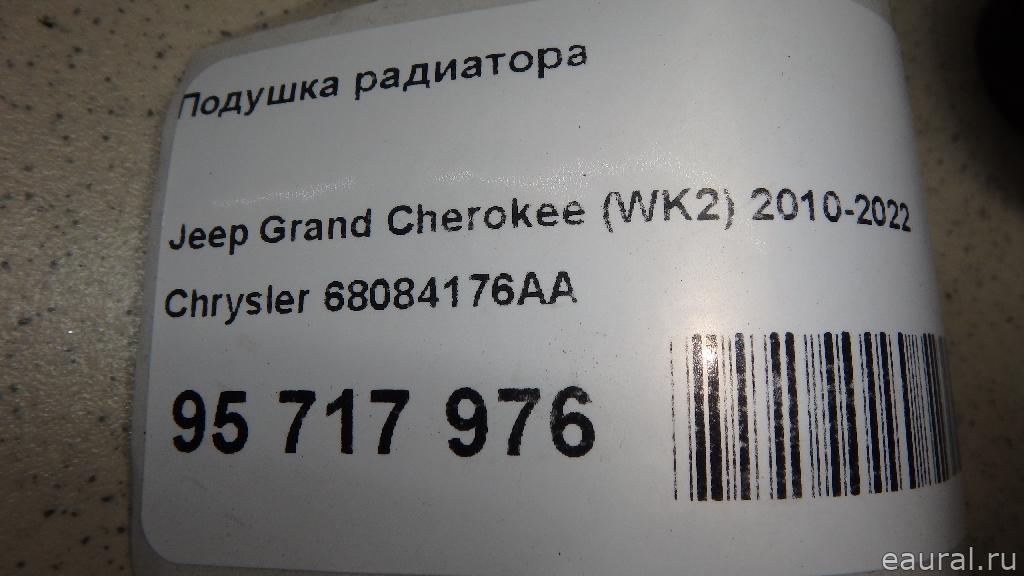 Подушка радиатора
Jeep Grand Cherokee (WK2) 2010-2022
Chrysler 68084176AA
95 717 976
eaural.ru